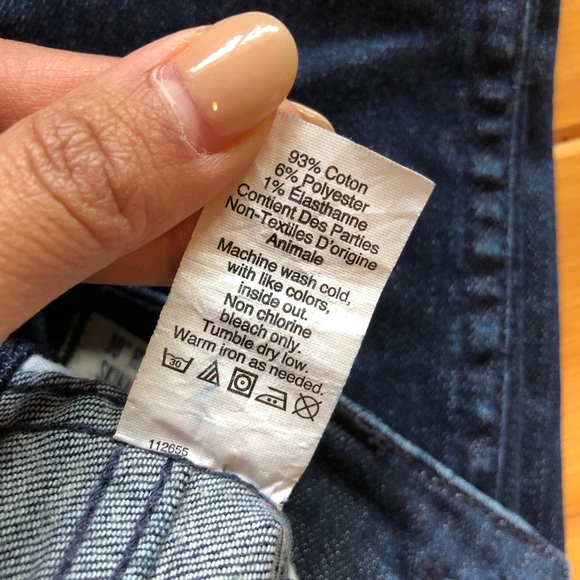 93% Coton
6% Polyester
1% Élasthanne
Contient Des Parties
Non-Textiles D'origine
Animale
Machine wash cold,
with like colors,
inside out.
Non chlorine
bleach only.
Tumble dry low.
Warm iron as needed.
30
112655